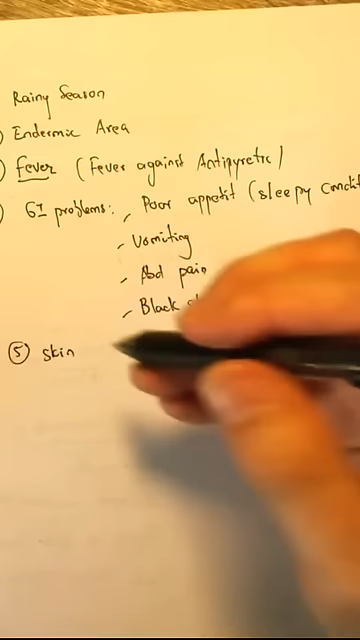 Rainy Season
) Endermic Area
) Fever (Fever against Antipyretic)
) GI problems: - Poor appetit (sleepy
- Vomiting
- Abd pain
- Black
⑤ skin